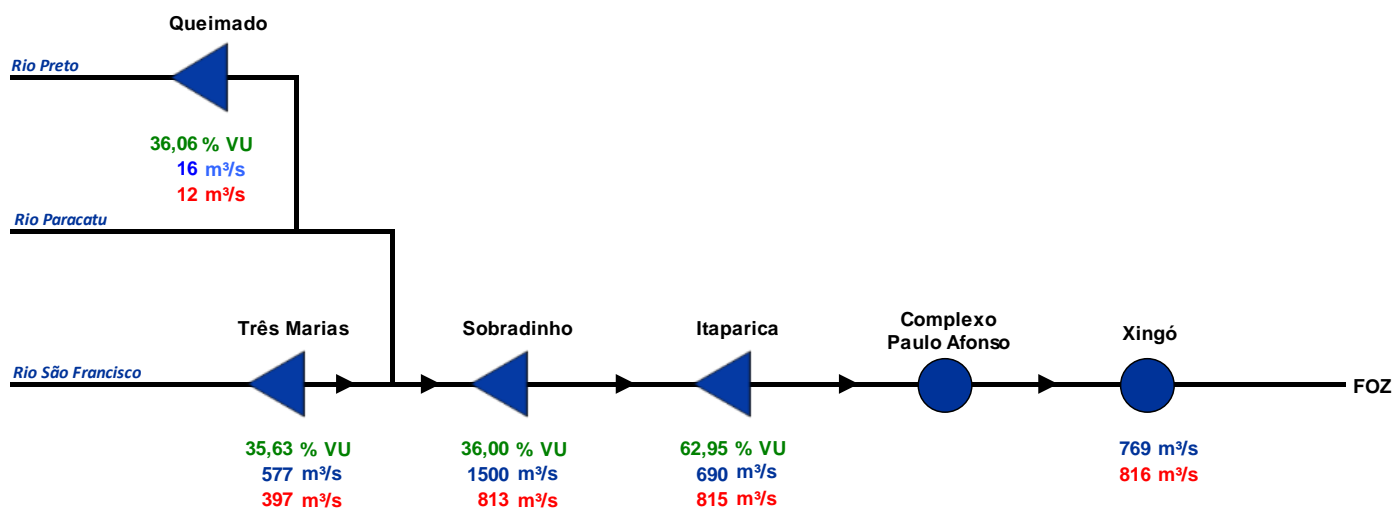 Queimado
Rio Preto
36,06 % VU
16 m³/s
12 m³/s
Rio Paracatu
Três Marias
Sobradinho
Itaparica
Complexo
Paulo Afonso
Xingó
Rio São Francisco
FOZ
35,63 % VU
577 m³/s
397 m³/s
36,00 % VU
1500 m³/s
813 m³/s
62,95 % VU
690 m³/s
815 m³/s
769 m³/s
816 m³/s